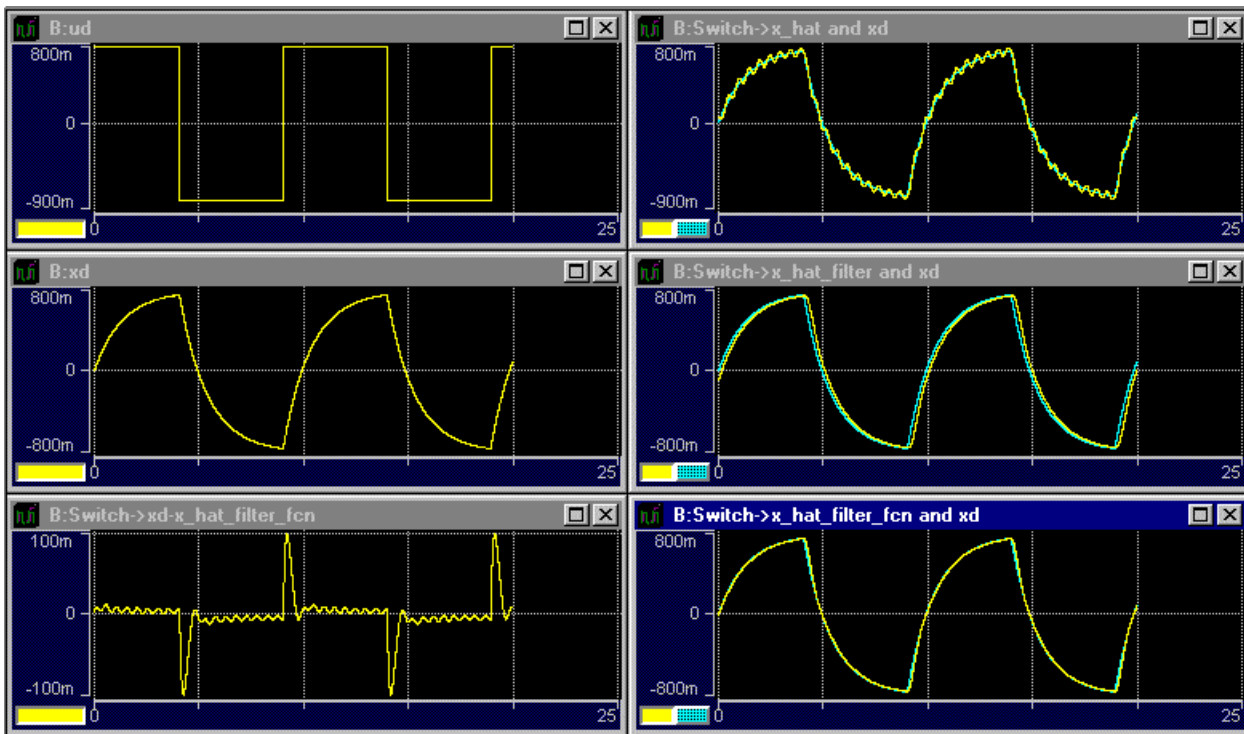 B:ud
800m
0
-900m
0
25
B:Switch->x_hat and xd
800m
0
-900m
0
25
B:xd
800m
0
-800m
0
25
B:Switch->x_hat_filter and xd
800m
0
-800m
0
25
B:Switch->xd-x_hat_filter_fcn
100m
0
-100m
0
25
B:Switch->x_hat_filter_fcn and xd
800m
0
-800m
0
25